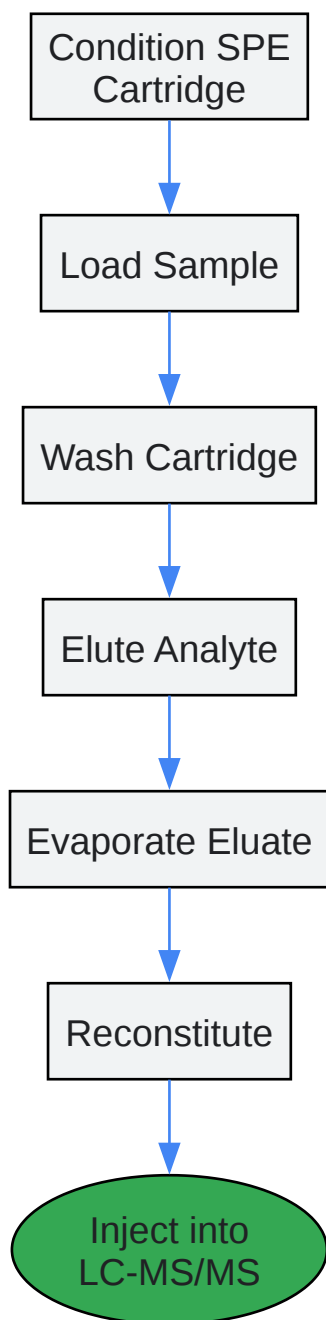 Condition SPE
Cartridge
Load Sample
Wash Cartridge
Elute Analyte
Evaporate Eluate
Reconstitute
Inject into
LC-MS/MS